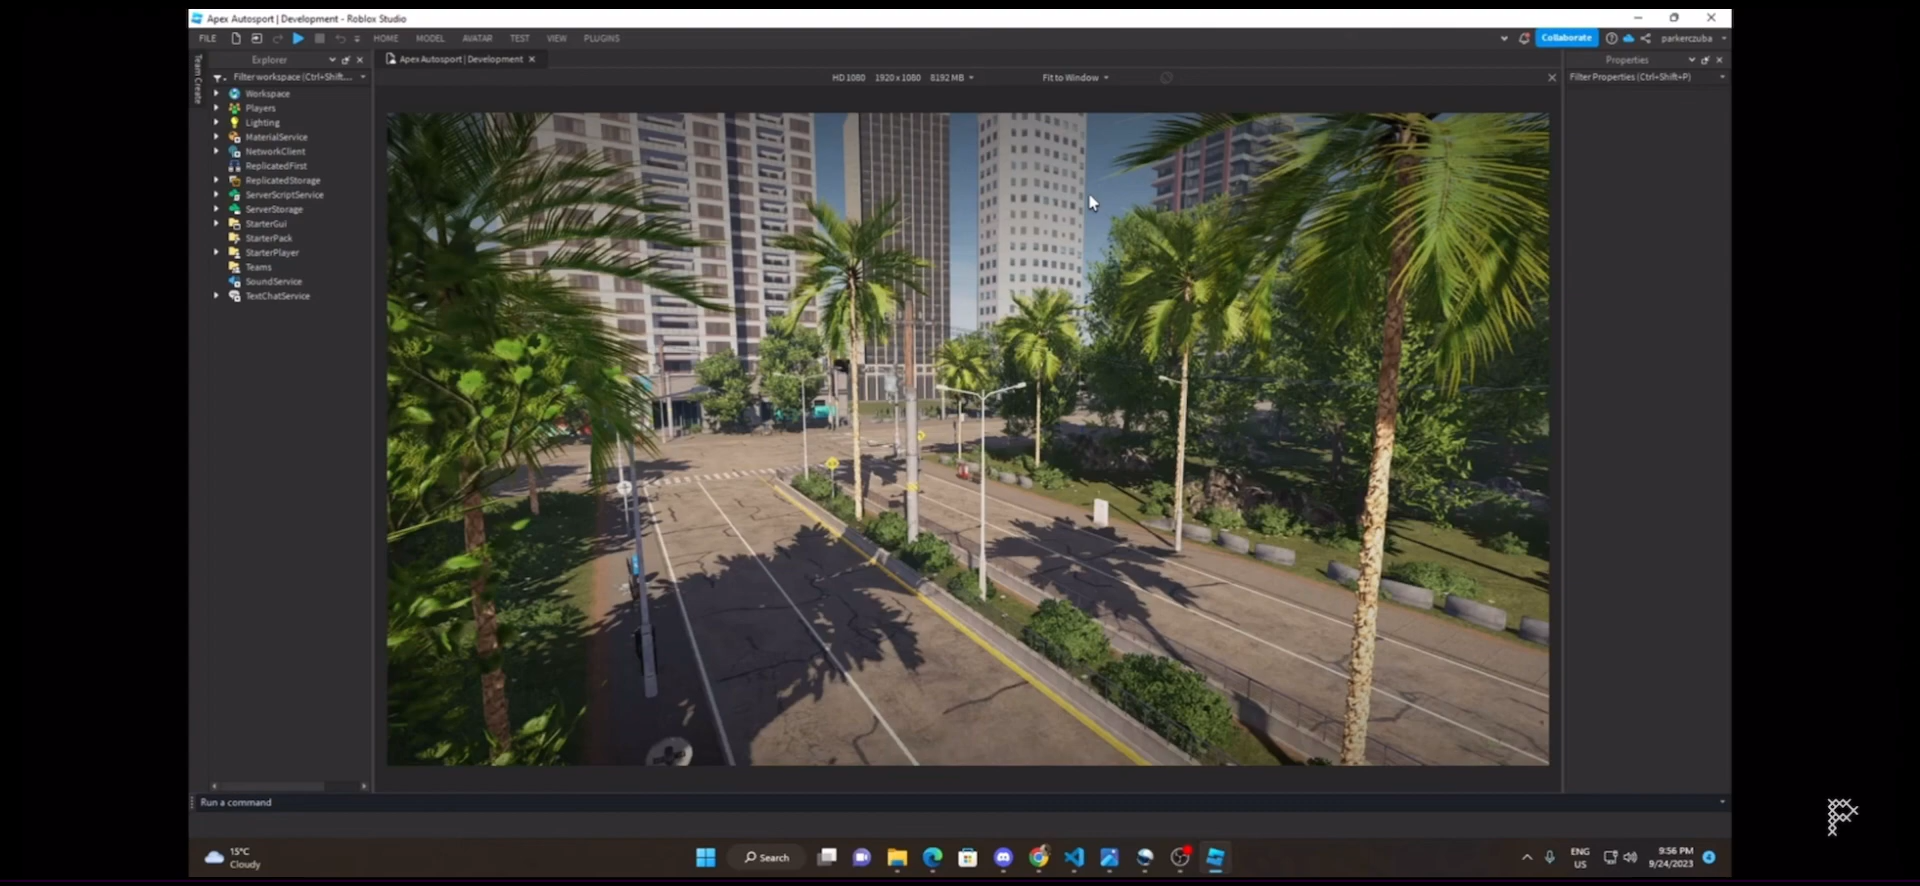 Apex Autosport | Development - Roblox Studio
FILE HOME MODEL AVATAR TEST VIEW PLUGINS
Collaborate
parkerczuba
Team Create
Explorer
Filter workspace (Ctrl+Shift...
Workspace
Players
Lighting
MaterialService
NetworkClient
ReplicatedFirst
ReplicatedStorage
ServerScriptService
ServerStorage
StarterGui
StarterPack
StarterPlayer
Teams
SoundService
TextChatService
Apex Autosport | Development
HD 1080 1920 x 1080 8192 MB
Fit to Window
Properties
Filter Properties (Ctrl+Shift+P)
Run a command
15°C
Cloudy
Search
ENG
US
9:56 PM
9/24/2023
4